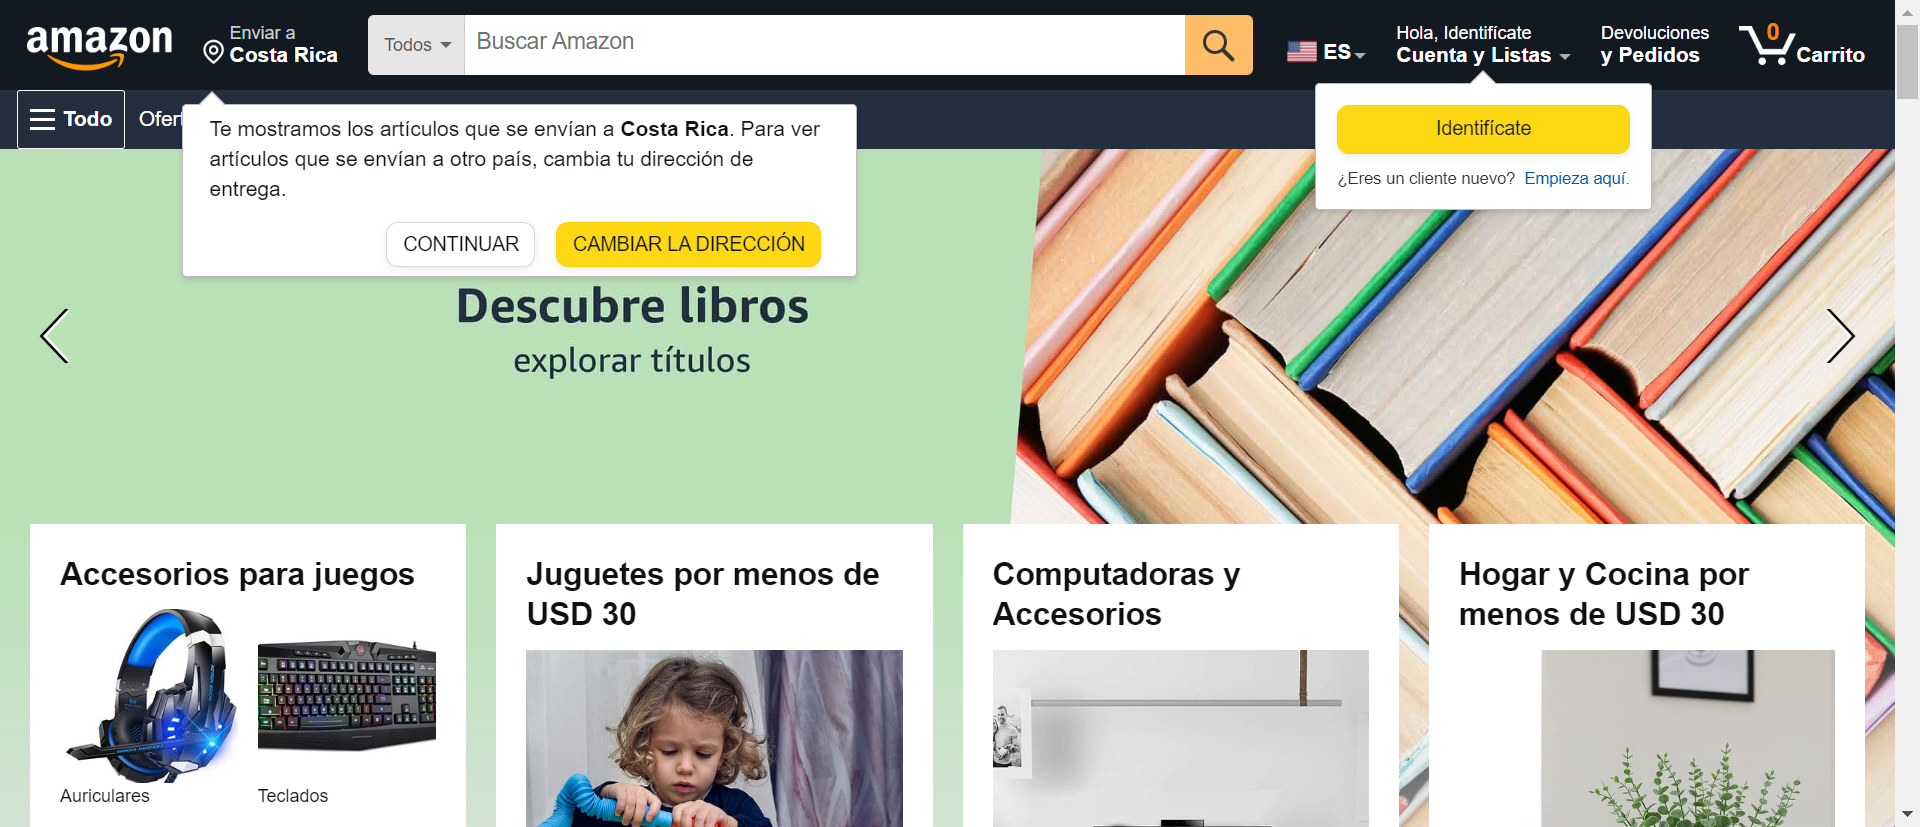 amazon
Enviar a
Costa Rica
Todos
Buscar Amazon
ES
Hola, Identifícate
Cuenta y Listas
Devoluciones
y Pedidos
0
Carrito
Todo
Ofert
Te mostramos los artículos que se envían a Costa Rica. Para ver
artículos que se envían a otro país, cambia tu dirección de
entrega.
CONTINUAR
CAMBIAR LA DIRECCIÓN
Identifícate
¿Eres un cliente nuevo? Empieza aquí.
Descubre libros
explorar títulos
Accesorios para juegos
Auriculares
Teclados
Juguetes por menos de
USD 30
Computadoras y
Accesorios
Hogar y Cocina por
menos de USD 30